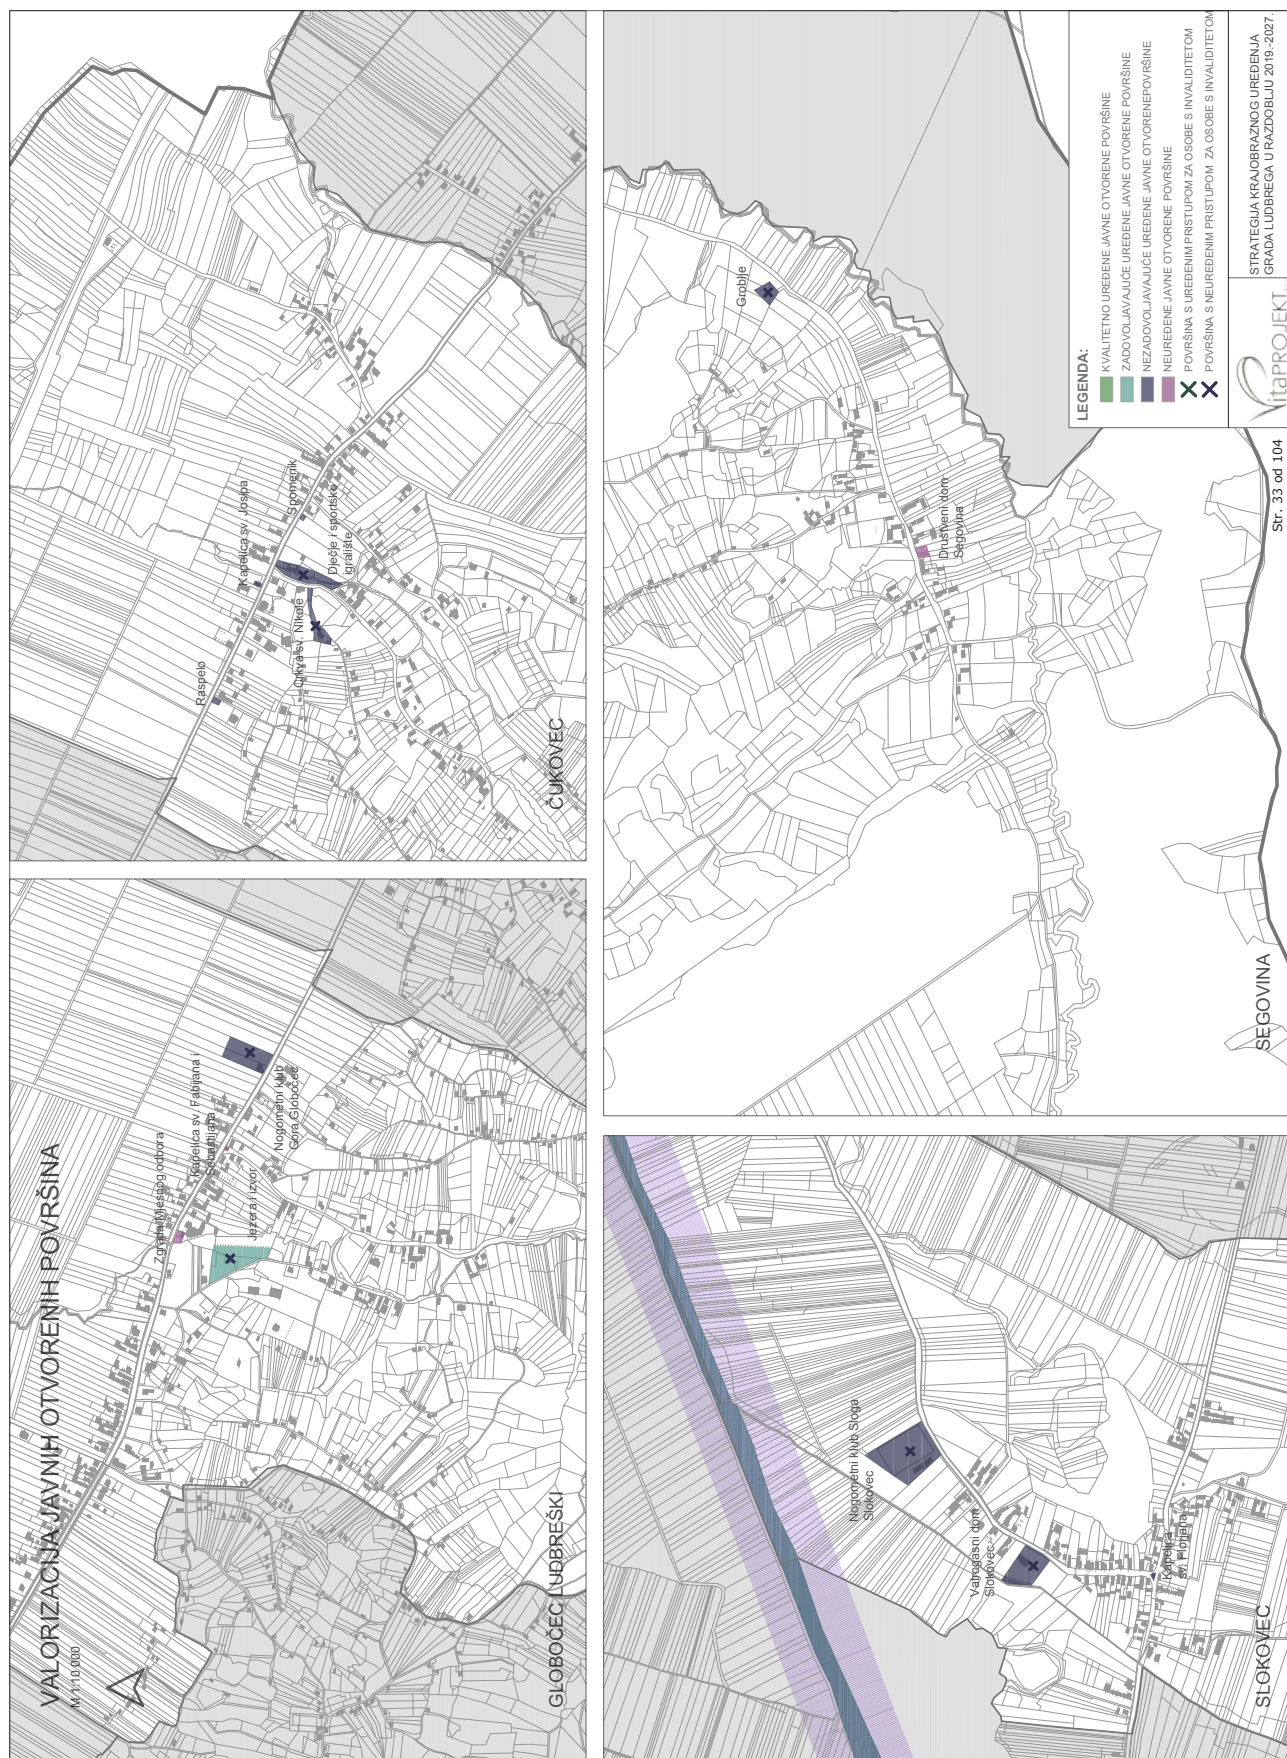 VALORIZACIJA JAVNIH OTVORENIH POVRŠINA
M 1:10 000
Zgrada Mjesnog odbora
Kapelica sv. Fabijana i
Sebastijana
Nogometni klub
Gora Globočec
Jezera i izvor
GLOBOČEC LUDBREŠKI
Raspelo
Kapelica sv. Josipa
Spomenik
Crkva sv. Nikole
Dječje i sportsko
igralište
ČUKOVEC
Nogometni klub Sloga
Slokovec
Vatrogasni dom
Slokovec
Kapelica
sv. Florijana
SLOKOVEC
Groblje
Društveni dom
Segovina
SEGOVINA
LEGENDA:
KVALITETNO UREĐENE JAVNE OTVORENE POVRŠINE
ZADOVOLJAVAJUĆE UREĐENE JAVNE OTVORENE POVRŠINE
NEZADOVOLJAVAJUĆE UREĐENE JAVNE OTVORENEPOVRŠINE
NEUREĐENE JAVNE OTVORENE POVRŠINE
POVRŠINA S UREĐENIM PRISTUPOM ZA OSOBE S INVALIDITETOM
POVRŠINA S NEUREĐENIM PRISTUPOM ZA OSOBE S INVALIDITETOM
VitaPROJEKT
STRATEGIJA KRAJOBRAZNOG UREĐENJA
GRADA LUDBREGA U RAZDOBLJU 2019.-2027.
Str. 33 od 104